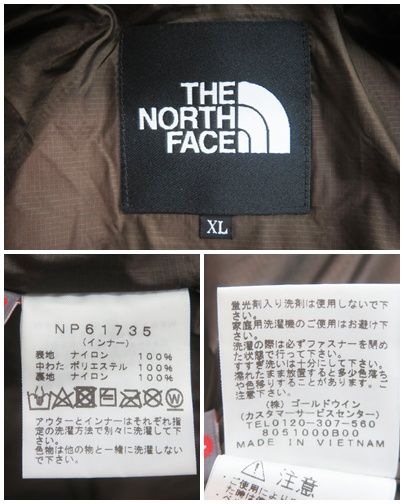 THE
NORTH
FACE
XL
NP61735
(インナー)
表地 ナイロン 100%
中わた ポリエステル 100%
裏地 ナイロン 100%
アウターとインナーはそれぞれ指
定の洗濯方法で別々に洗濯して下
さい。
色物は他の物と一緒に洗濯しない
で下さい。
蛍光剤入り洗剤は使用しないで下
さい。
家庭用洗濯機のご使用はお避け下
さい。
洗濯の際は必ずファスナーを閉め
た状態で行って下さい。
すすぎ洗いは十分にして下さい。
濡れたまま放置すると多少色落ち
や色移りすることがあります。ご
注意下さい。
(株)ゴールドウイン
(カスタマーサービスセンター)
TEL0120-307-560
8051000B00
MADE IN VIETNAM
注意